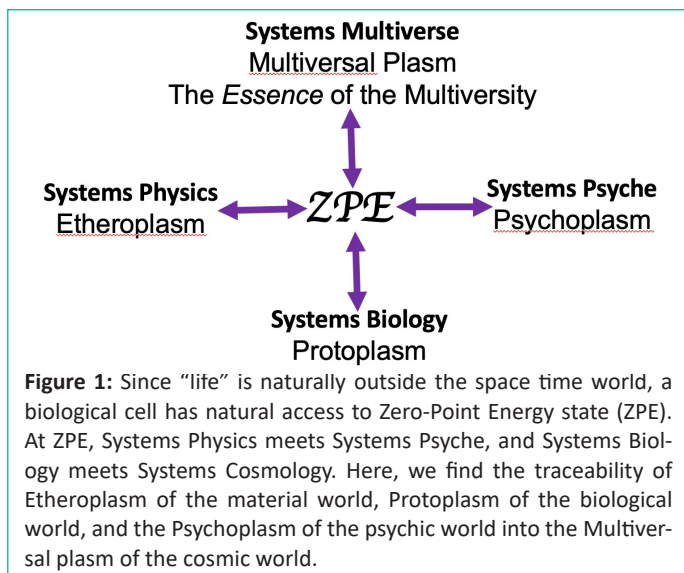 Systems Multiverse
Multiversal Plasm
The Essence of the Multiversity
Systems Physics
Etheroplasm
ZPE
Systems Psyche
Psychoplasm
Systems Biology
Protoplasm
Figure 1: Since “life” is naturally outside the space time world, a
biological cell has natural access to Zero-Point Energy state (ZPE).
At ZPE, Systems Physics meets Systems Psyche, and Systems Biol-
ogy meets Systems Cosmology. Here, we find the traceability of
Etheroplasm of the material world, Protoplasm of the biological
world, and the Psychoplasm of the psychic world into the Multiver-
sal plasm of the cosmic world.